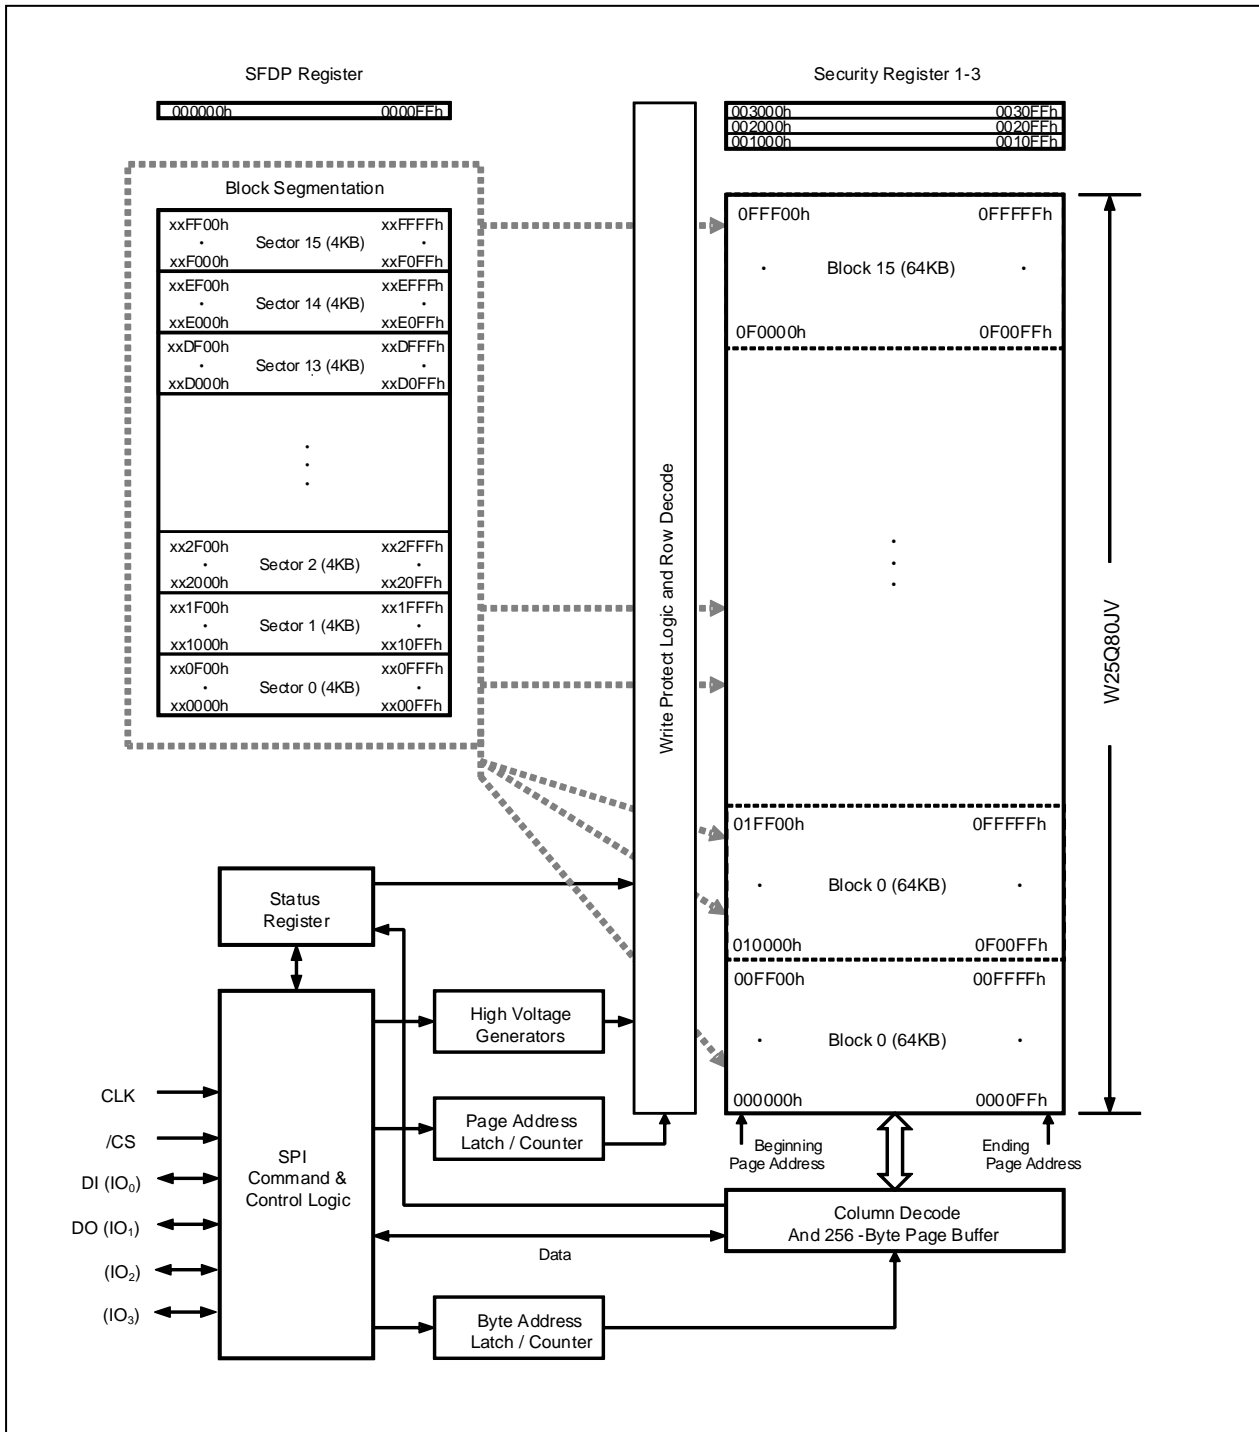 SFDP Register
000000h 0000FFh
Security Register 1-3
003000h 0030FFh
002000h 0020FFh
001000h 0010FFh
Block Segmentation
xxFF00h xxFFFFh
Sector 15 (4KB)
xxF000h xxF0FFh
xxEF00h xxEFFFh
Sector 14 (4KB)
xxE000h xxE0FFh
xxDF00h xxDFFFh
Sector 13 (4KB)
xxD000h xxD0FFh
xx2F00h xx2FFFh
Sector 2 (4KB)
xx2000h xx20FFh
xx1F00h xx1FFFh
Sector 1 (4KB)
xx1000h xx10FFh
xx0F00h xx0FFFh
Sector 0 (4KB)
xx0000h xx00FFh
Write Protect Logic and Row Decode
0FFF00h 0FFFFFh
Block 15 (64KB)
0F0000h 0F00FFh
01FF00h 0FFFFFh
Block 0 (64KB)
010000h 0F00FFh
00FF00h 00FFFFh
Block 0 (64KB)
000000h 0000FFh
W25Q80JV
Beginning
Page Address
Ending
Page Address
Status
Register
High Voltage
Generators
Page Address
Latch / Counter
CLK
/CS
DI (IO0)
DO (IO1)
(IO2)
(IO3)
SPI
Command &
Control Logic
Data
Column Decode
And 256 -Byte Page Buffer
Byte Address
Latch / Counter